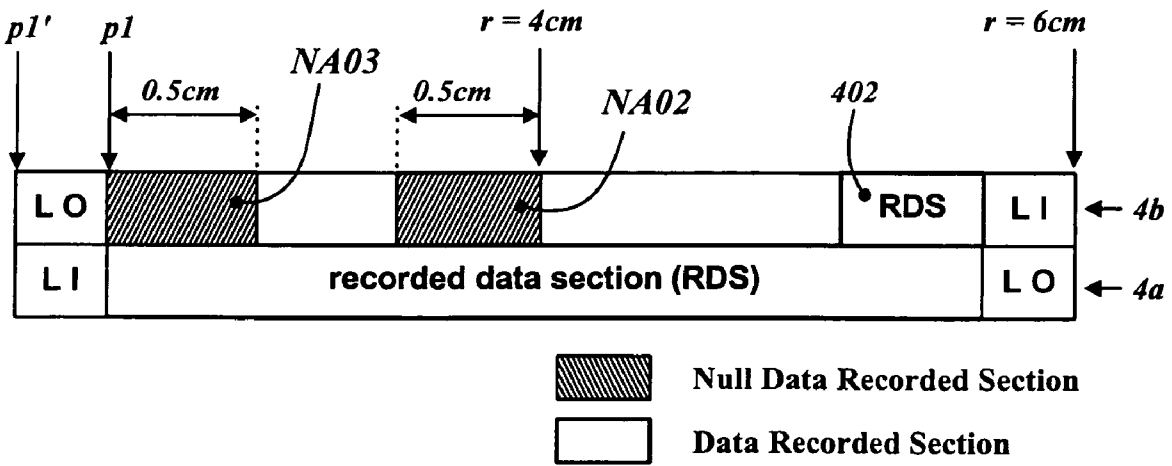 p1' p1 r = 4cm r = 6cm
0.5cm NA03 0.5cm NA02 402
L O RDS L I 4b
L I recorded data section (RDS) L O 4a
Null Data Recorded Section
Data Recorded Section